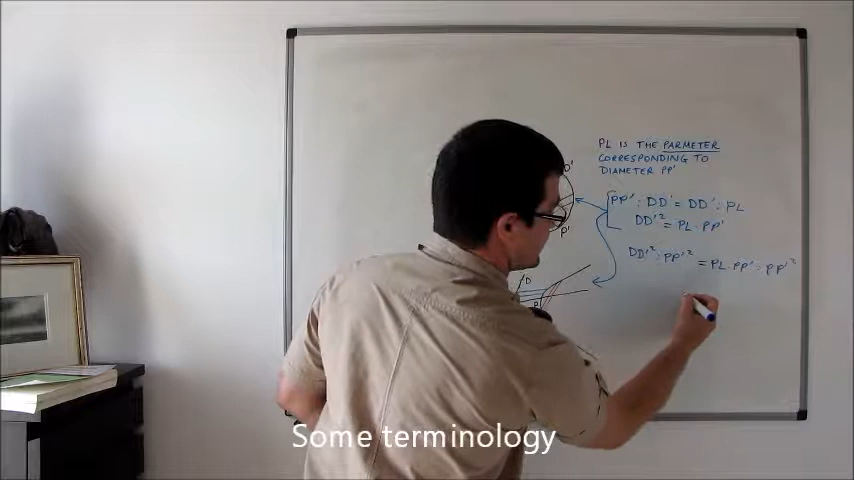 PL IS THE PARMETER
CORRESPONDING TO
DIAMETER PP'
D'
P'
PP' : DD' = DD' : PL
DD'² = PL . PP'
DD'² : PP'² = PL . PP' : PP'²
D
P
Some terminology